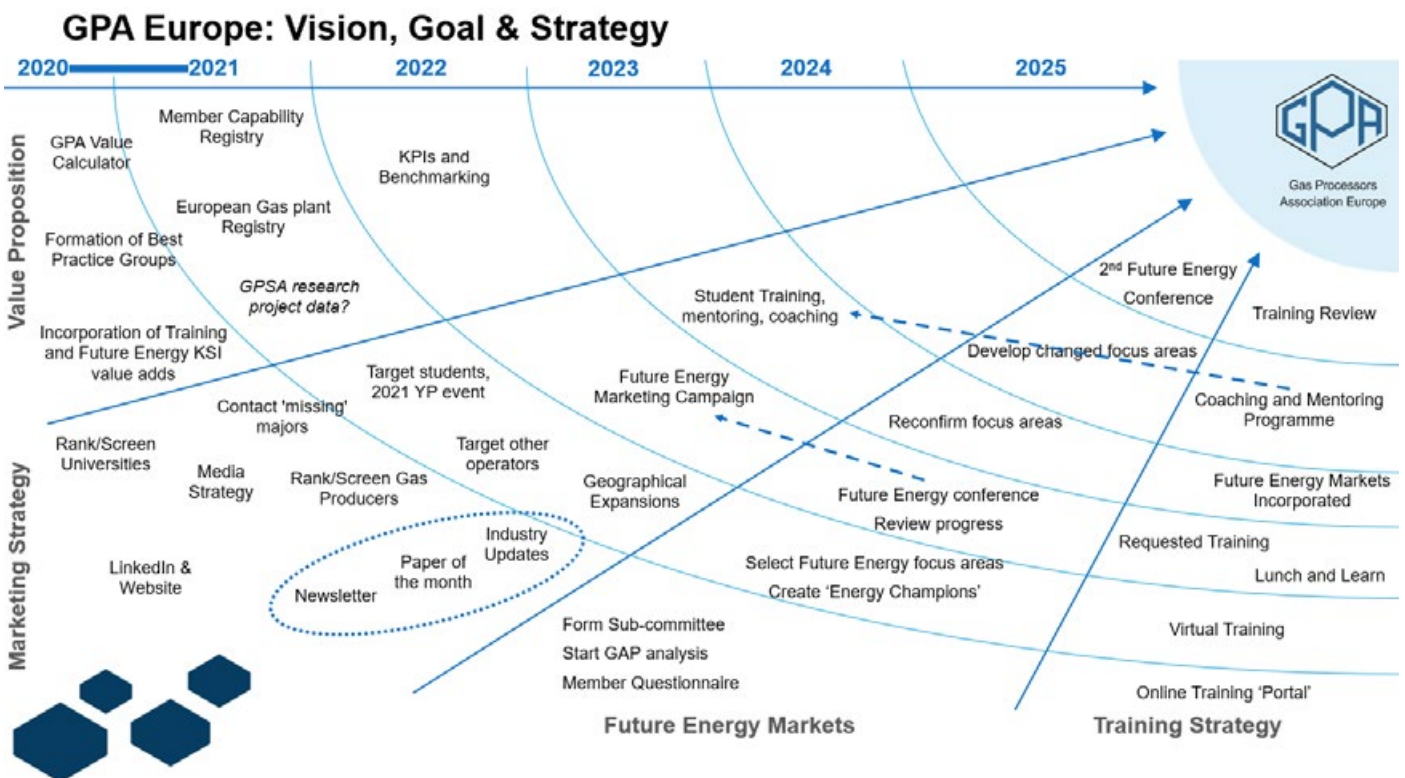 GPA Europe: Vision, Goal & Strategy
2020
2021
2022
2023
2024
2025
GPA
Gas Processors
Association Europe
Value Proposition
GPA Value
Calculator
Member Capability
Registry
KPIs and
Benchmarking
European Gas plant
Registry
Formation of Best
Practice Groups
GPSA research
project data?
Incorporation of Training
and Future Energy KSI
value adds
Marketing Strategy
Target students,
2021 YP event
Contact 'missing'
majors
Rank/Screen
Universities
Media
Strategy
Rank/Screen Gas
Producers
Target other
operators
Geographical
Expansions
Future Energy
Marketing Campaign
Student Training,
mentoring, coaching
LinkedIn &
Website
Newsletter
Paper of
the month
Industry
Updates
2nd Future Energy
Conference
Develop changed focus areas
Reconfirm focus areas
Future Energy conference
Review progress
Select Future Energy focus areas
Create ‘Energy Champions’
Form Sub-committee
Start GAP analysis
Member Questionnaire
Future Energy Markets
Training Review
Coaching and Mentoring
Programme
Future Energy Markets
Incorporated
Requested Training
Lunch and Learn
Virtual Training
Online Training ‘Portal’
Training Strategy